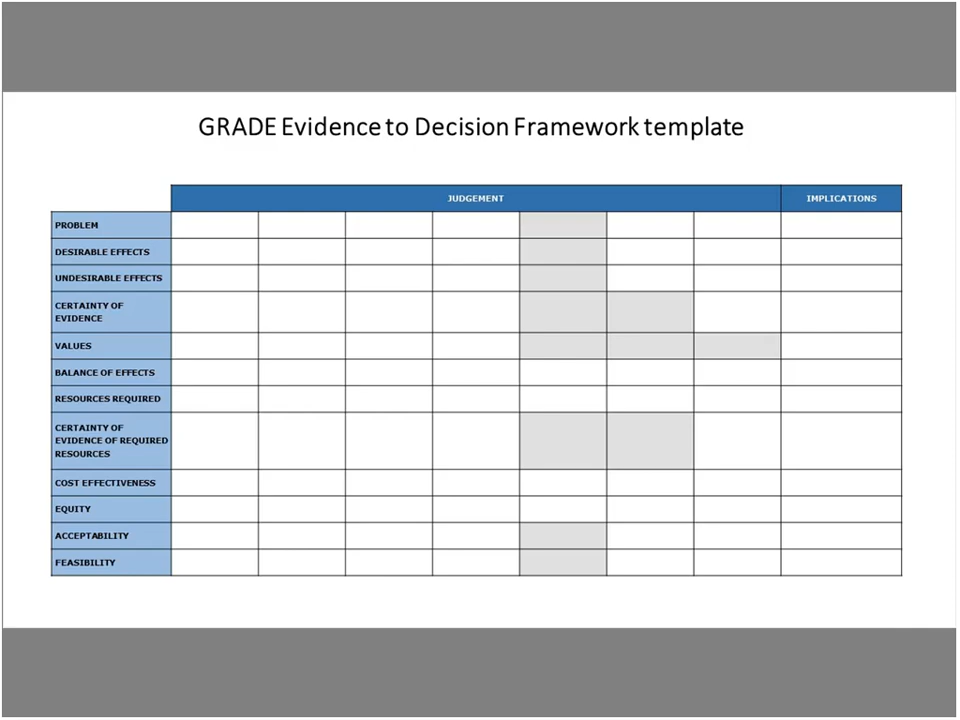 GRADE Evidence to Decision Framework template
JUDGEMENT IMPLICATIONS
PROBLEM
DESIRABLE EFFECTS
UNDESIRABLE EFFECTS
CERTAINTY OF
EVIDENCE
VALUES
BALANCE OF EFFECTS
RESOURCES REQUIRED
CERTAINTY OF
EVIDENCE OF REQUIRED
RESOURCES
COST EFFECTIVENESS
EQUITY
ACCEPTABILITY
FEASIBILITY